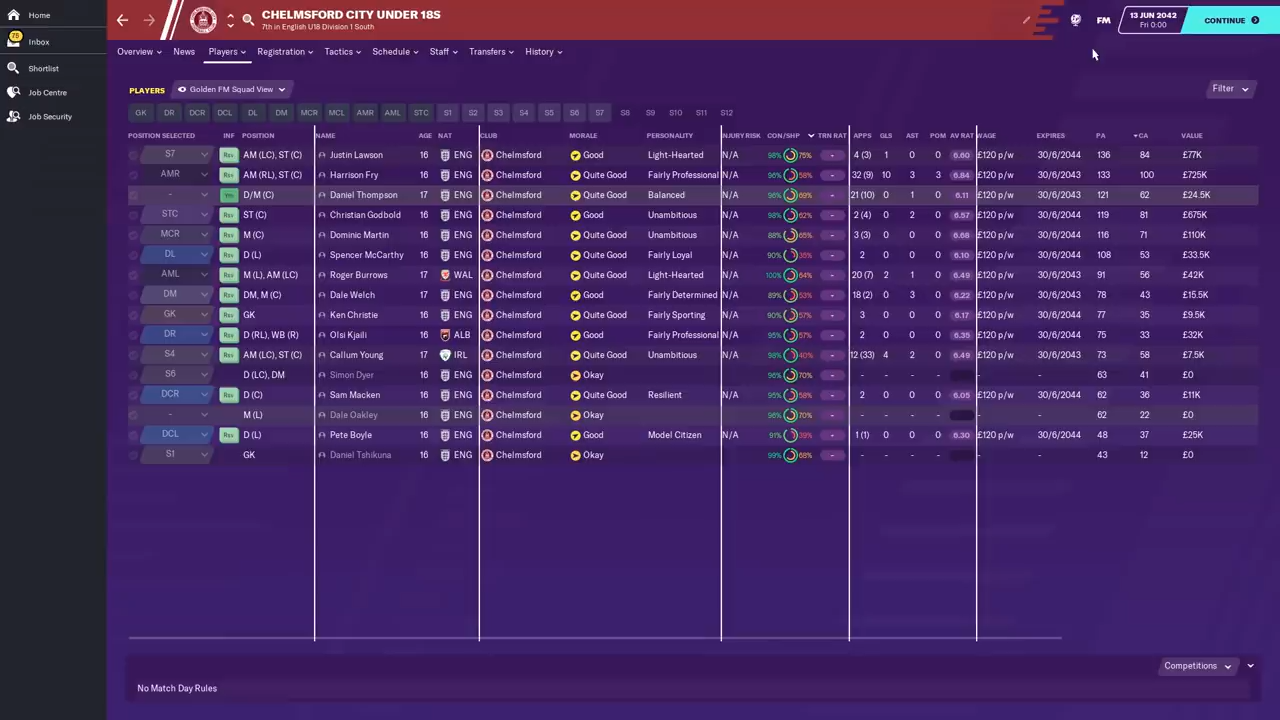 Home
75
Inbox
Shortlist
Job Centre
Job Security
CHELMSFORD CITY UNDER 18S
7th in English U18 Division 1 South
FM
13 JUN 2042
Fri 0:00
CONTINUE
Overview News Players Registration Tactics Schedule Staff Transfers History
PLAYERS Golden FM Squad View Filter
GK DR DCR DCL DL DM MCR MCL AMR AML STC S1 S2 S3 S4 S5 S6 S7 S8 S9 S10 S11 S12
POSITION SELECTED INF POSITION NAME AGE NAT CLUB MORALE PERSONALITY INJURY RISK CON/SHP TRN RAT APPS GLS AST POM AV RAT WAGE EXPIRES PA CA VALUE
S7 Rsv AM (LC), ST (C) Justin Lawson 16 ENG Chelmsford Good Light-Hearted N/A 98% 75% - 4 (3) 1 0 0 6.60 £120 p/w 30/6/2044 136 84 £77K
AMR Rsv AM (RL), ST (C) Harrison Fry 16 ENG Chelmsford Quite Good Fairly Professional N/A 96% 58% - 32 (9) 10 3 3 6.84 £120 p/w 30/6/2044 133 100 £725K
- D/M (C) Daniel Thompson 17 ENG Chelmsford Quite Good Balanced N/A 96% 69% - 21 (10) 0 1 0 6.11 £120 p/w 30/6/2043 121 62 £24.5K
STC Rsv ST (C) Christian Godbold 16 ENG Chelmsford Good Unambitious N/A 98% 62% - 2 (4) 0 2 0 6.57 £120 p/w 30/6/2044 119 81 £675K
MCR Rsv M (C) Dominic Martin 16 ENG Chelmsford Quite Good Unambitious N/A 88% 65% - 3 (3) 0 0 0 6.68 £120 p/w 30/6/2044 116 71 £110K
DL Rsv D (L) Spencer McCarthy 16 ENG Chelmsford Quite Good Fairly Loyal N/A 90% 35% - 2 0 0 0 6.10 £120 p/w 30/6/2044 108 53 £33.5K
AML Rsv M (L), AM (LC) Roger Burrows 17 WAL Chelmsford Quite Good Light-Hearted N/A 100% 64% - 20 (7) 2 1 0 6.49 £120 p/w 30/6/2043 91 56 £42K
DM Rsv DM, M (C) Dale Welch 17 ENG Chelmsford Quite Good Fairly Determined N/A 89% 53% - 18 (2) 0 3 0 6.22 £120 p/w 30/6/2043 78 43 £15.5K
GK Rsv GK Ken Christie 16 ENG Chelmsford Quite Good Fairly Sporting N/A 90% 57% - 3 0 0 0 6.17 £120 p/w 30/6/2044 77 35 £9.5K
DR Rsv D (RL), WB (R) Olsi Kjaili 16 ALB Chelmsford Good Fairly Professional N/A 95% 57% - 2 0 0 0 6.35 £120 p/w 30/6/2044 75 33 £32K
S4 Rsv AM (LC), ST (C) Callum Young 17 IRL Chelmsford Quite Good Unambitious N/A 98% 40% - 12 (33) 4 2 0 6.49 £120 p/w 30/6/2043 73 58 £7.5K
S6 D (LC), DM Simon Dyer 16 ENG Chelmsford Okay 96% 70% - - - - - - - 63 41 £0
DCR Rsv D (C) Sam Macken 16 ENG Chelmsford Quite Good Resilient N/A 95% 58% - 2 0 0 0 6.05 £120 p/w 30/6/2044 62 36 £11K
- M (L) Dale Oakley 16 ENG Chelmsford Okay 96% 70% - - - - - - - 62 22 £0
DCL Rsv D (L) Pete Boyle 16 ENG Chelmsford Good Model Citizen N/A 91% 39% - 1 (1) 0 0 0 6.30 £120 p/w 30/6/2044 48 37 £25K
S1 GK Daniel Tshikuna 16 ENG Chelmsford Okay 99% 68% - - - - - - - 43 12 £0
Competitions
No Match Day Rules